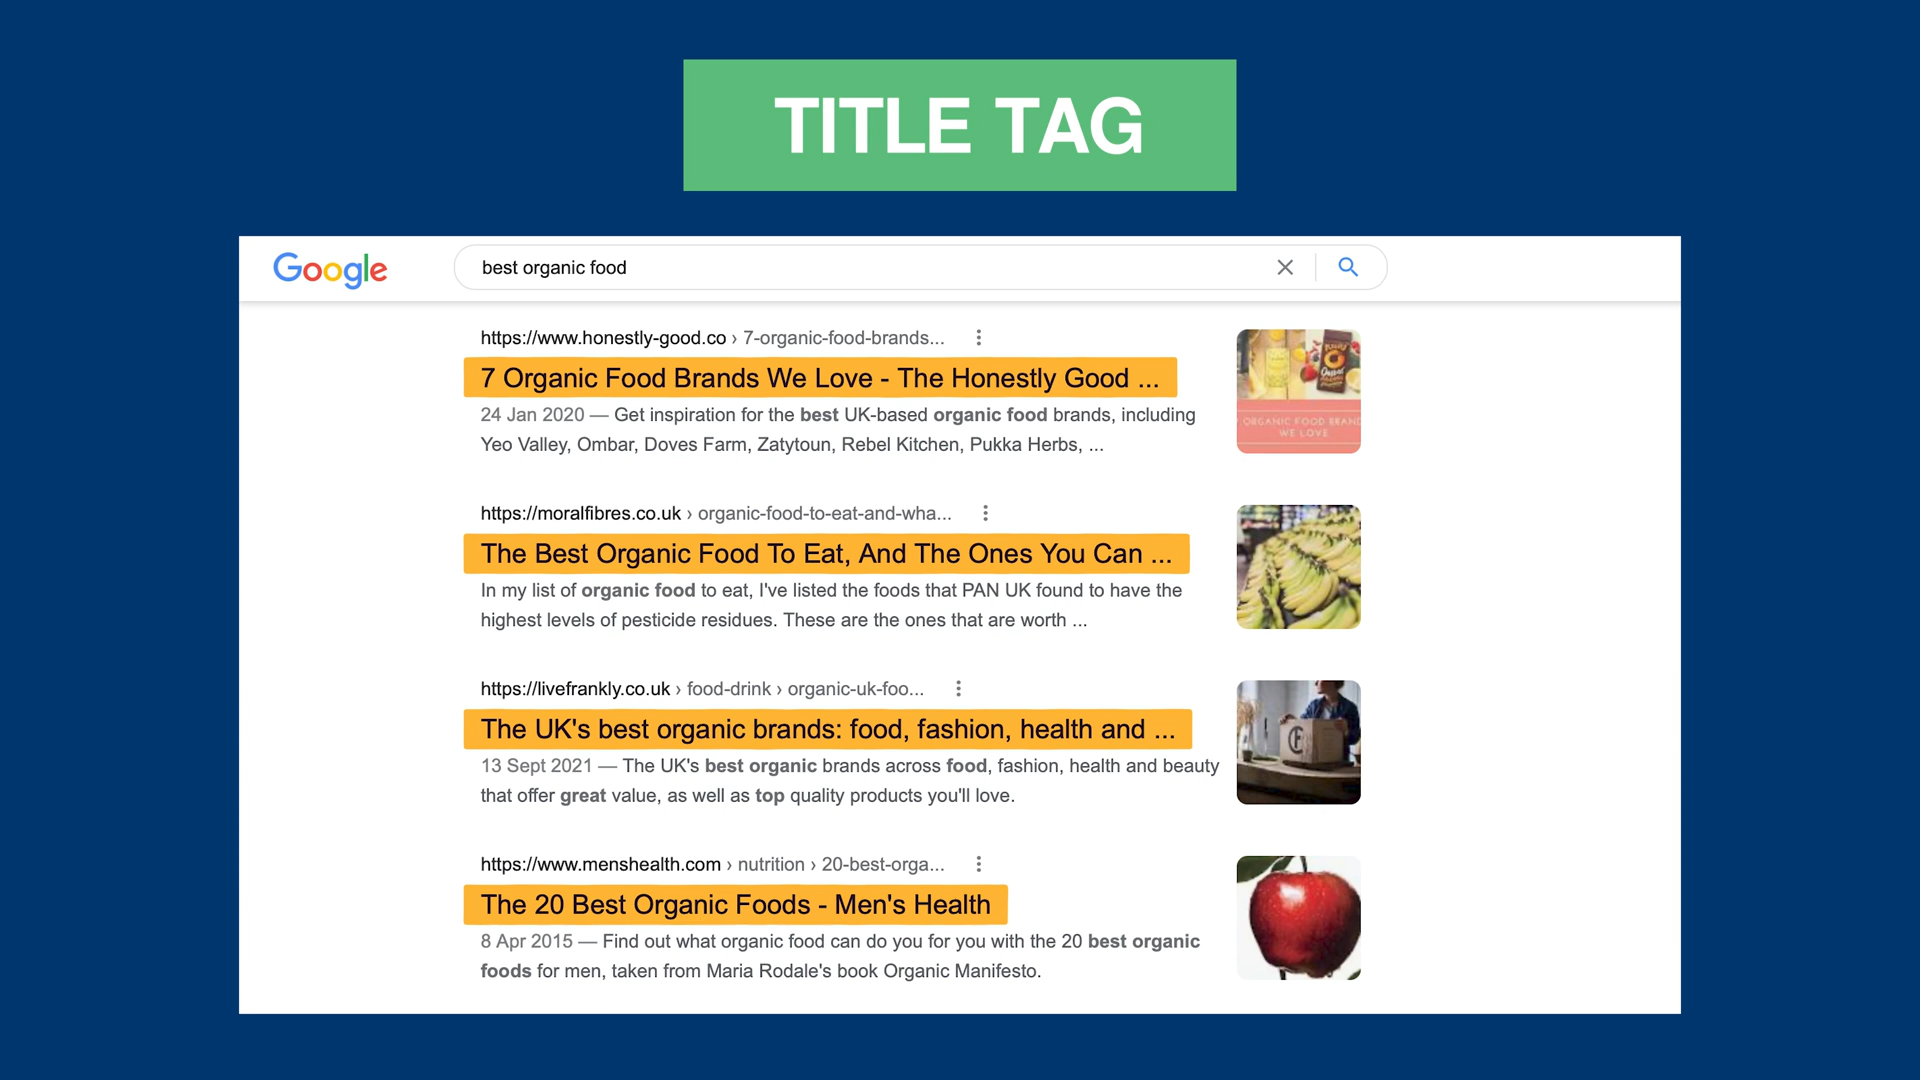 TITLE TAG
Google
best organic food
https://www.honestly-good.co › 7-organic-food-brands...
7 Organic Food Brands We Love - The Honestly Good ...
24 Jan 2020 — Get inspiration for the best UK-based organic food brands, including
Yeo Valley, Ombar, Doves Farm, Zatytoun, Rebel Kitchen, Pukka Herbs, ...
ORGANIC FOOD BRAND
WE LOVE
https://moralfibres.co.uk › organic-food-to-eat-and-wha...
The Best Organic Food To Eat, And The Ones You Can ...
In my list of organic food to eat, I've listed the foods that PAN UK found to have the
highest levels of pesticide residues. These are the ones that are worth ...
https://livefrankly.co.uk › food-drink › organic-uk-foo...
The UK's best organic brands: food, fashion, health and ...
13 Sept 2021 — The UK's best organic brands across food, fashion, health and beauty
that offer great value, as well as top quality products you'll love.
https://www.menshealth.com › nutrition › 20-best-orga...
The 20 Best Organic Foods - Men's Health
8 Apr 2015 — Find out what organic food can do you for you with the 20 best organic
foods for men, taken from Maria Rodale's book Organic Manifesto.